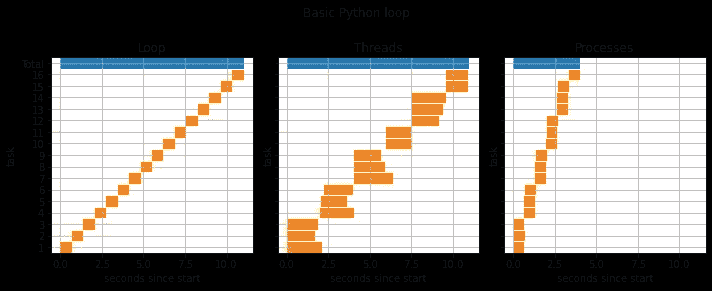 Basic Python loop
Loop
Threads
Processes
Total
16
15
14
13
12
11
10
9
8
7
6
5
4
3
2
1
task
task
task
0.0 2.5 5.0 7.5 10.0
0.0 2.5 5.0 7.5 10.0
0.0 2.5 5.0 7.5 10.0
seconds since start
seconds since start
seconds since start